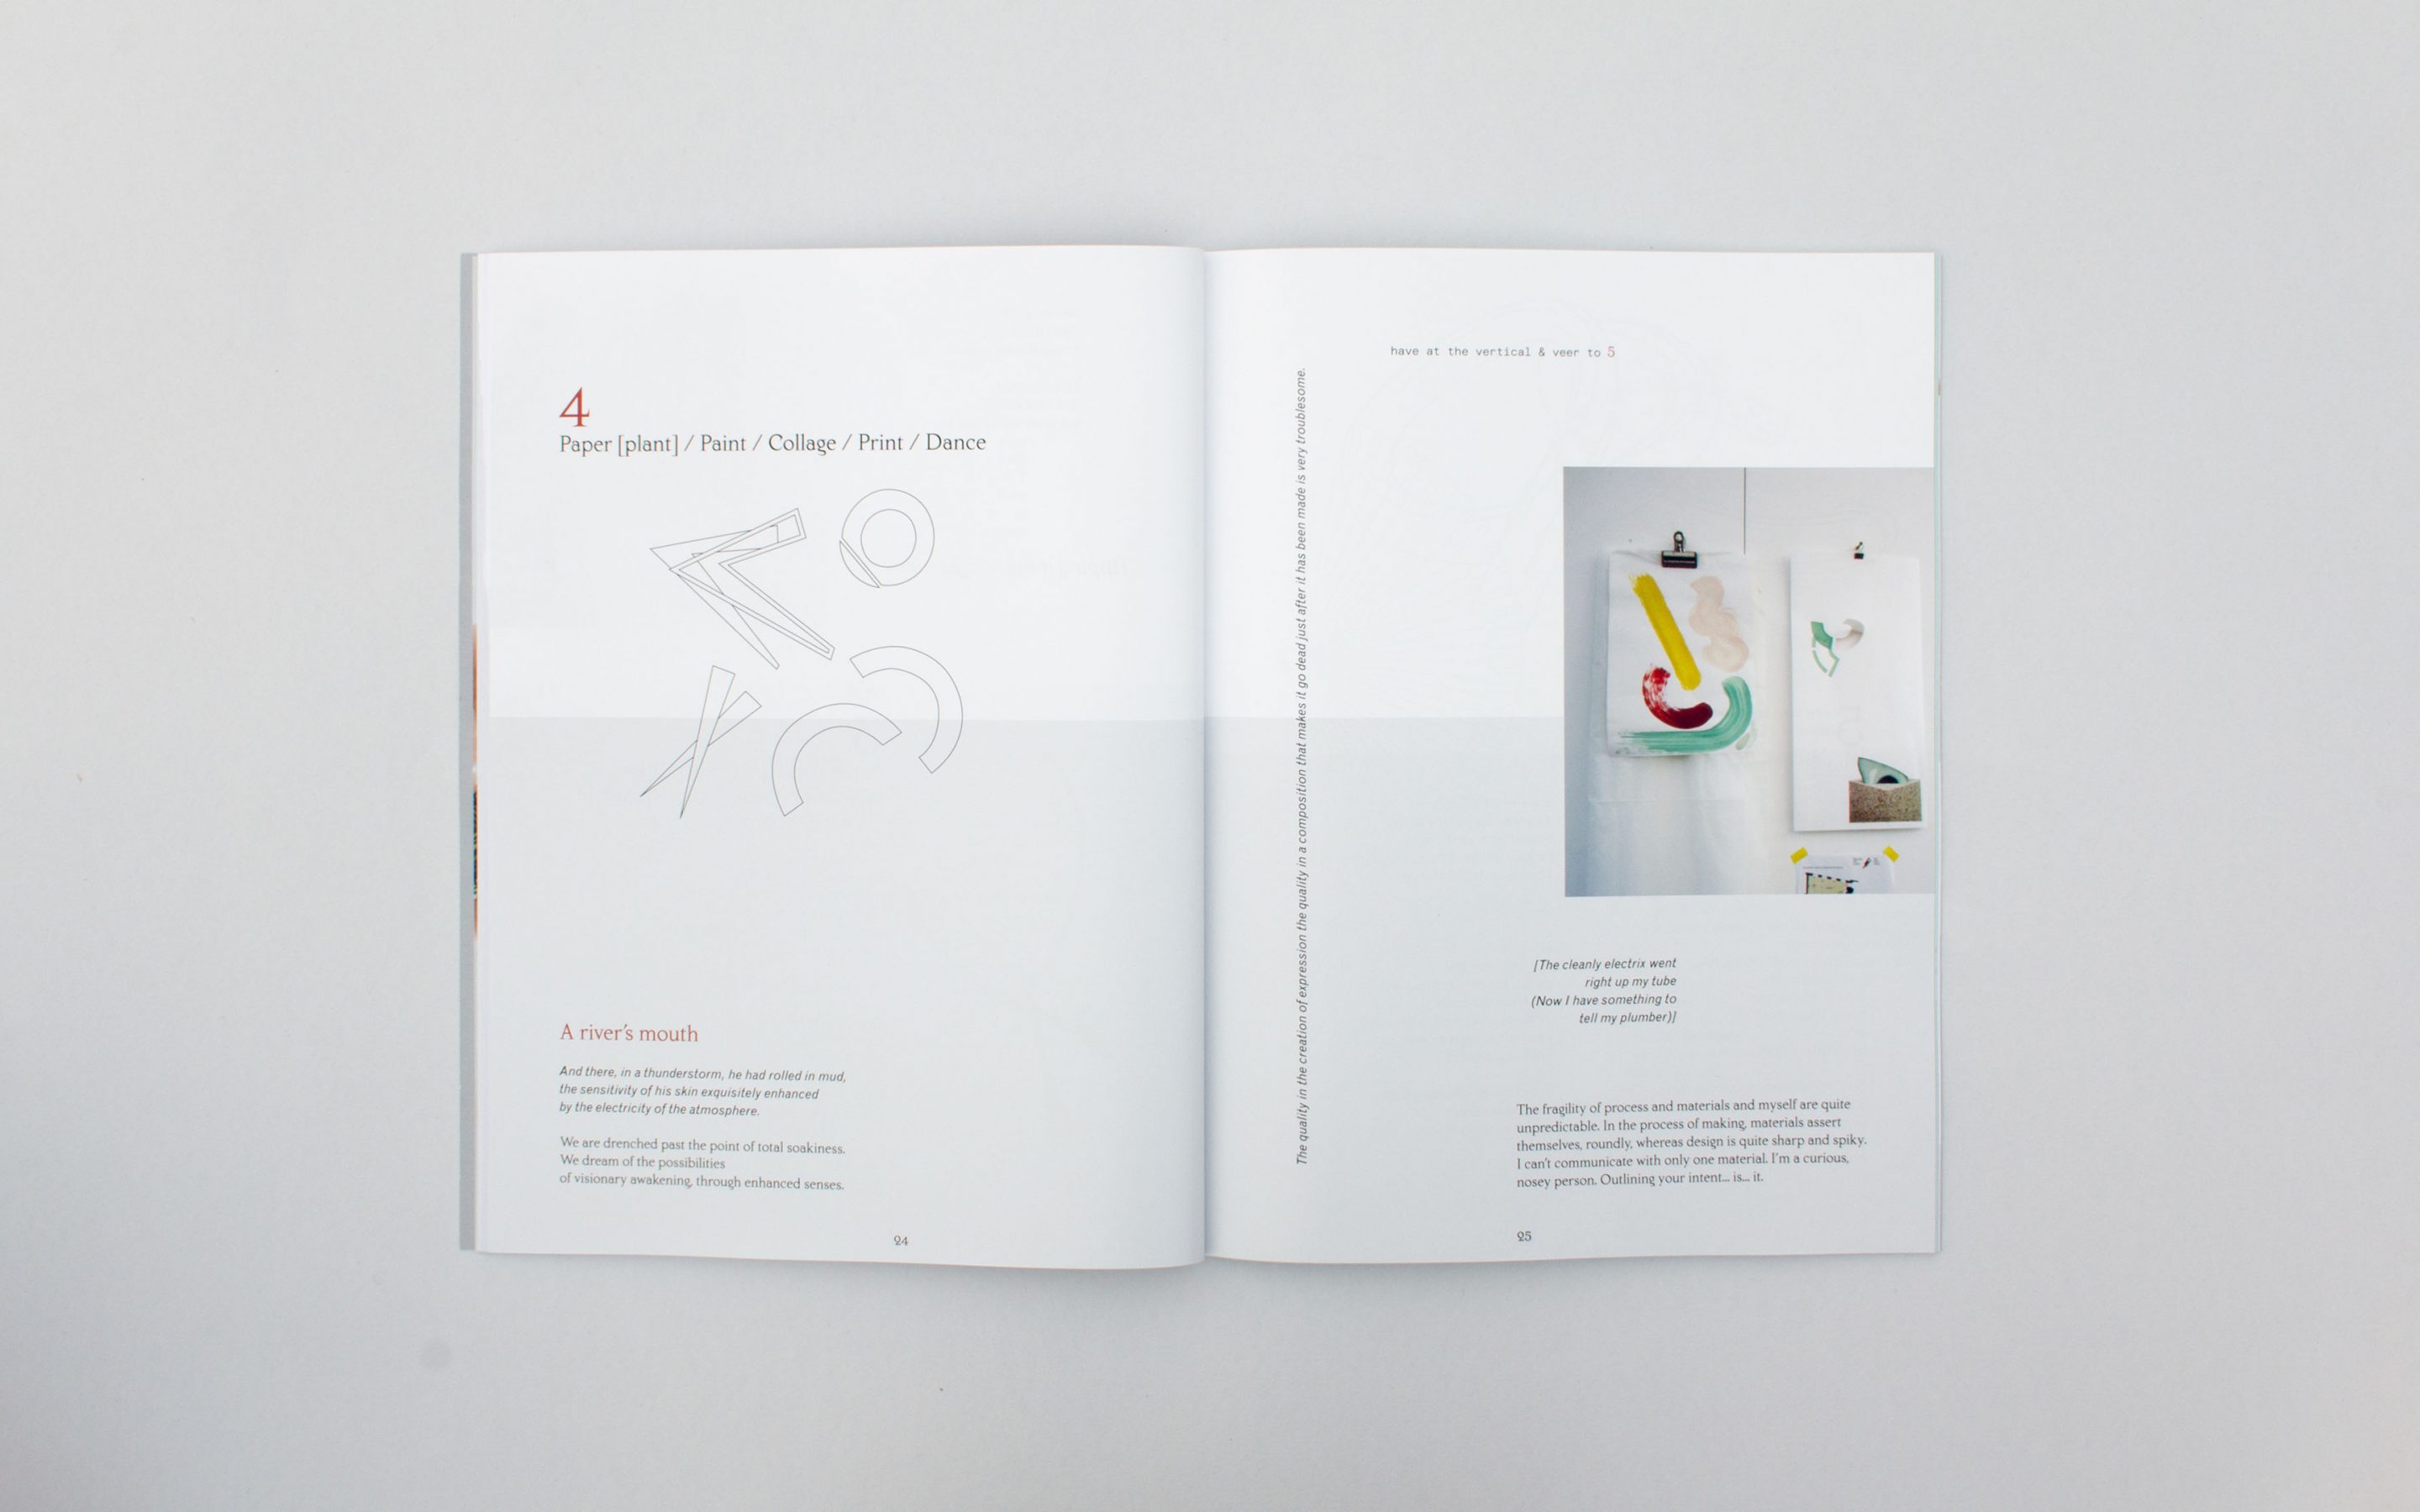 4
Paper [plant] / Paint / Collage / Print / Dance
A river's mouth
And there, in a thunderstorm, he had rolled in mud,
the sensitivity of his skin exquisitely enhanced
by the electricity of the atmosphere.
We are drenched past the point of total soakiness.
We dream of the possibilities
of visionary awakening, through enhanced senses.
24
The quality in the creation of expression the quality in a composition that makes it go dead just after it has been made is very troublesome.
have at the vertical & veer to 5
[The cleanly electrix went
right up my tube
(Now I have something to
tell my plumber)]
The fragility of process and materials and myself are quite
unpredictable. In the process of making, materials assert
themselves, roundly, whereas design is quite sharp and spiky.
I can't communicate with only one material. I'm a curious,
nosey person. Outlining your intent... is... it.
25